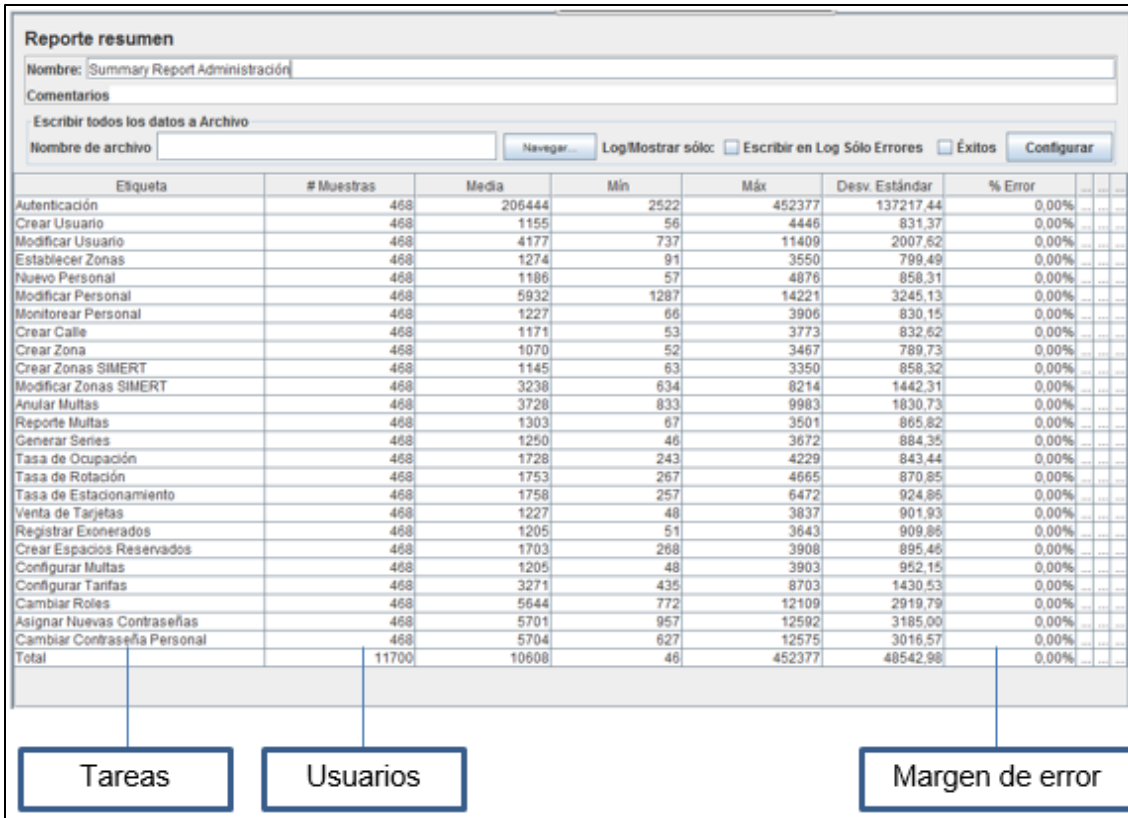 Reporte resumen
Nombre: Summary Report Administración
Comentarios
Escribir todos los datos a Archivo
Nombre de archivo Navegar... Log/Mostrar sólo: Escribir en Log Sólo Errores Éxitos Configurar
Etiqueta # Muestras Media Mín Máx Desv. Estándar % Error ... ... ...
Autenticación 468 206444 2522 452377 137217,44 0,00% ... ... ...
Crear Usuario 468 1155 56 4446 831,37 0,00% ... ... ...
Modificar Usuario 468 4177 737 11409 2007,62 0,00% ... ... ...
Establecer Zonas 468 1274 91 3550 799,49 0,00% ... ... ...
Nuevo Personal 468 1186 57 4876 858,31 0,00% ... ... ...
Modificar Personal 468 5932 1287 14221 3245,13 0,00% ... ... ...
Monitorear Personal 468 1227 66 3906 830,15 0,00% ... ... ...
Crear Calle 468 1171 53 3773 832,62 0,00% ... ... ...
Crear Zona 468 1070 52 3467 789,73 0,00% ... ... ...
Crear Zonas SIMERT 468 1145 63 3350 858,32 0,00% ... ... ...
Modificar Zonas SIMERT 468 3238 634 8214 1442,31 0,00% ... ... ...
Anular Multas 468 3728 833 9983 1830,73 0,00% ... ... ...
Reporte Multas 468 1303 67 3501 865,82 0,00% ... ... ...
Generar Series 468 1250 46 3672 884,35 0,00% ... ... ...
Tasa de Ocupación 468 1728 243 4229 843,44 0,00% ... ... ...
Tasa de Rotación 468 1753 267 4665 870,85 0,00% ... ... ...
Tasa de Estacionamiento 468 1758 257 6472 924,86 0,00% ... ... ...
Venta de Tarjetas 468 1227 48 3837 901,93 0,00% ... ... ...
Registrar Exonerados 468 1205 51 3643 909,86 0,00% ... ... ...
Crear Espacios Reservados 468 1703 268 3908 895,46 0,00% ... ... ...
Configurar Multas 468 1205 48 3903 952,15 0,00% ... ... ...
Configurar Tarifas 468 3271 435 8703 1430,53 0,00% ... ... ...
Cambiar Roles 468 5644 772 12109 2919,79 0,00% ... ... ...
Asignar Nuevas Contraseñas 468 5701 957 12592 3185,00 0,00% ... ... ...
Cambiar Contraseña Personal 468 5704 627 12575 3016,57 0,00% ... ... ...
Total 11700 10608 46 452377 48542,98 0,00% ... ... ...
Tareas Usuarios Margen de error